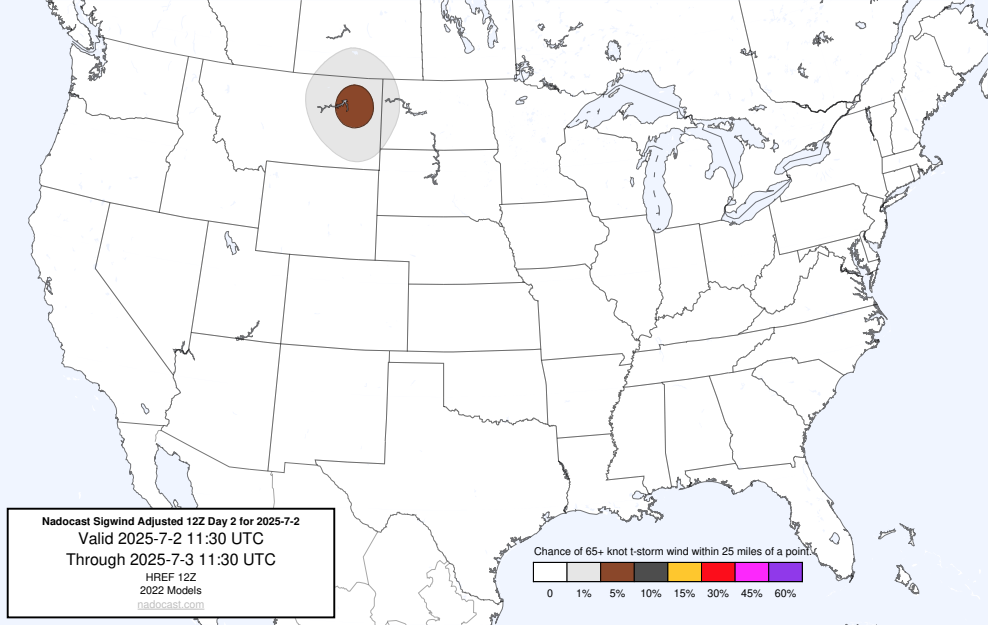 Nadocast Sigwind Adjusted 12Z Day 2 for 2025-7-2
Valid 2025-7-2 11:30 UTC
Through 2025-7-3 11:30 UTC
HREF 12Z
2022 Models
nadocast.com
Chance of 65+ knot t-storm wind within 25 miles of a point.
0 1% 5% 10% 15% 30% 45% 60%